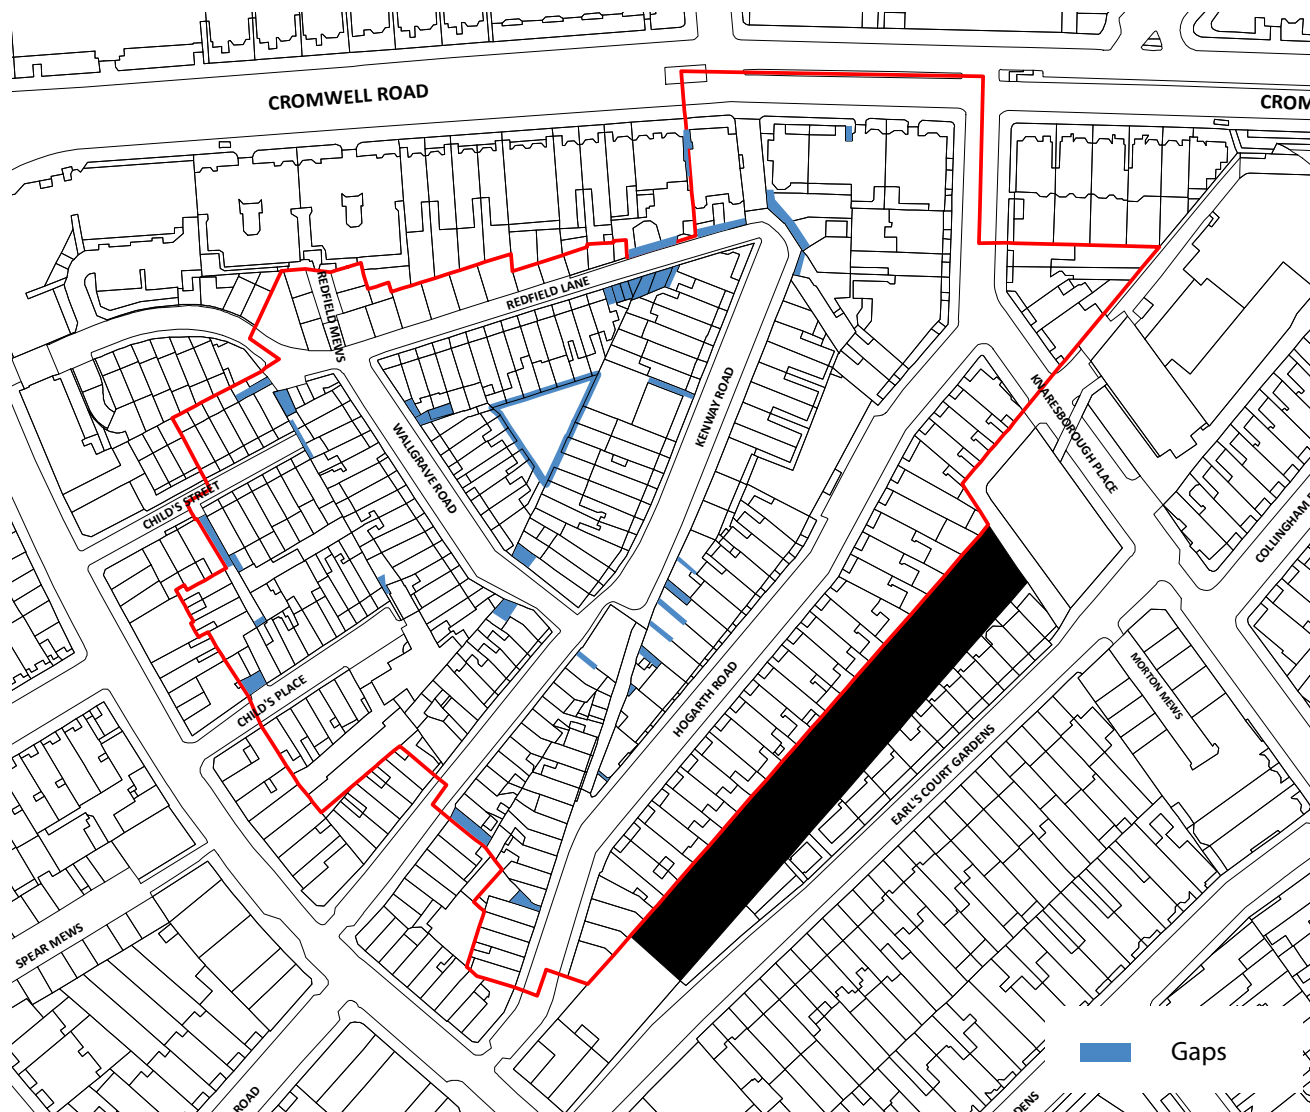 CROMWELL ROAD
CROM
REDFIELD MEWS
REDFIELD LANE
KENWAY ROAD
WALLGRAVE ROAD
KNARESBOROUGH PLACE
CHILD'S STREET
COLLINGHAM
CHILD'S PLACE
HOGARTH ROAD
MORTON MEWS
EARL'S COURT GARDENS
SPEAR MEWS
Gaps
ROAD
DENS